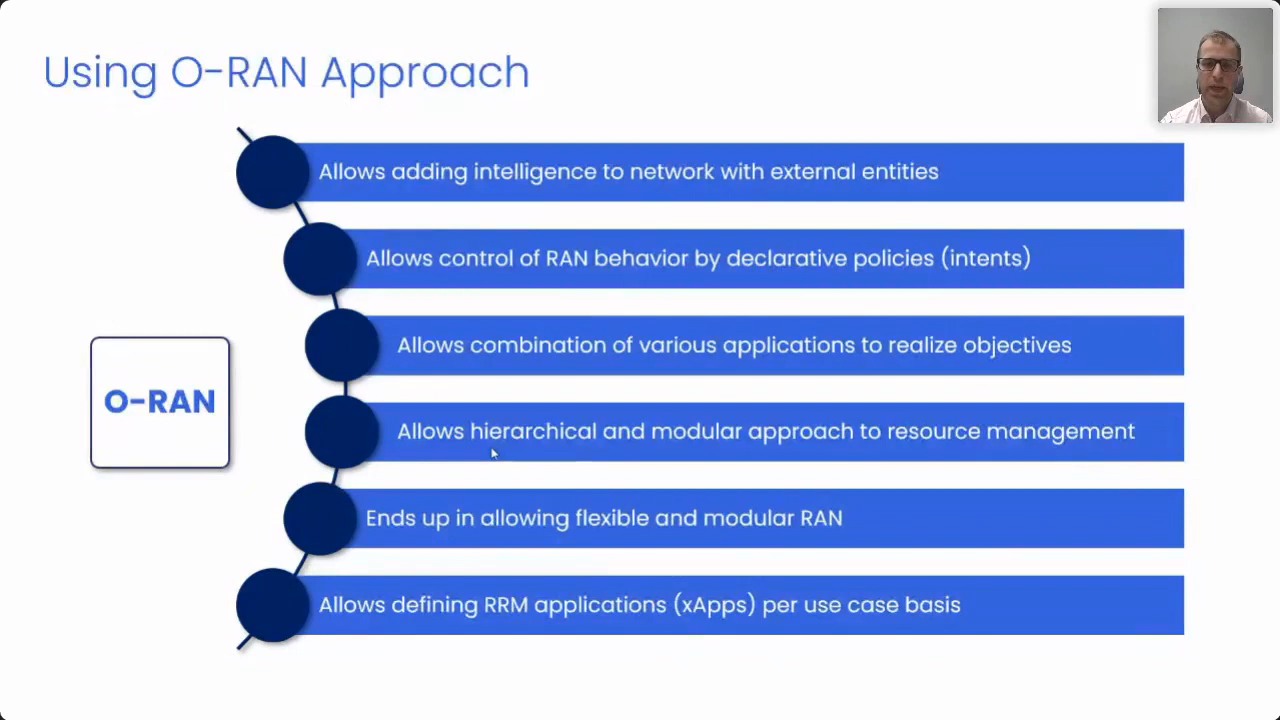 Using O-RAN Approach
Allows adding intelligence to network with external entities
Allows control of RAN behavior by declarative policies (intents)
Allows combination of various applications to realize objectives
O-RAN
Allows hierarchical and modular approach to resource management
Ends up in allowing flexible and modular RAN
Allows defining RRM applications (xApps) per use case basis